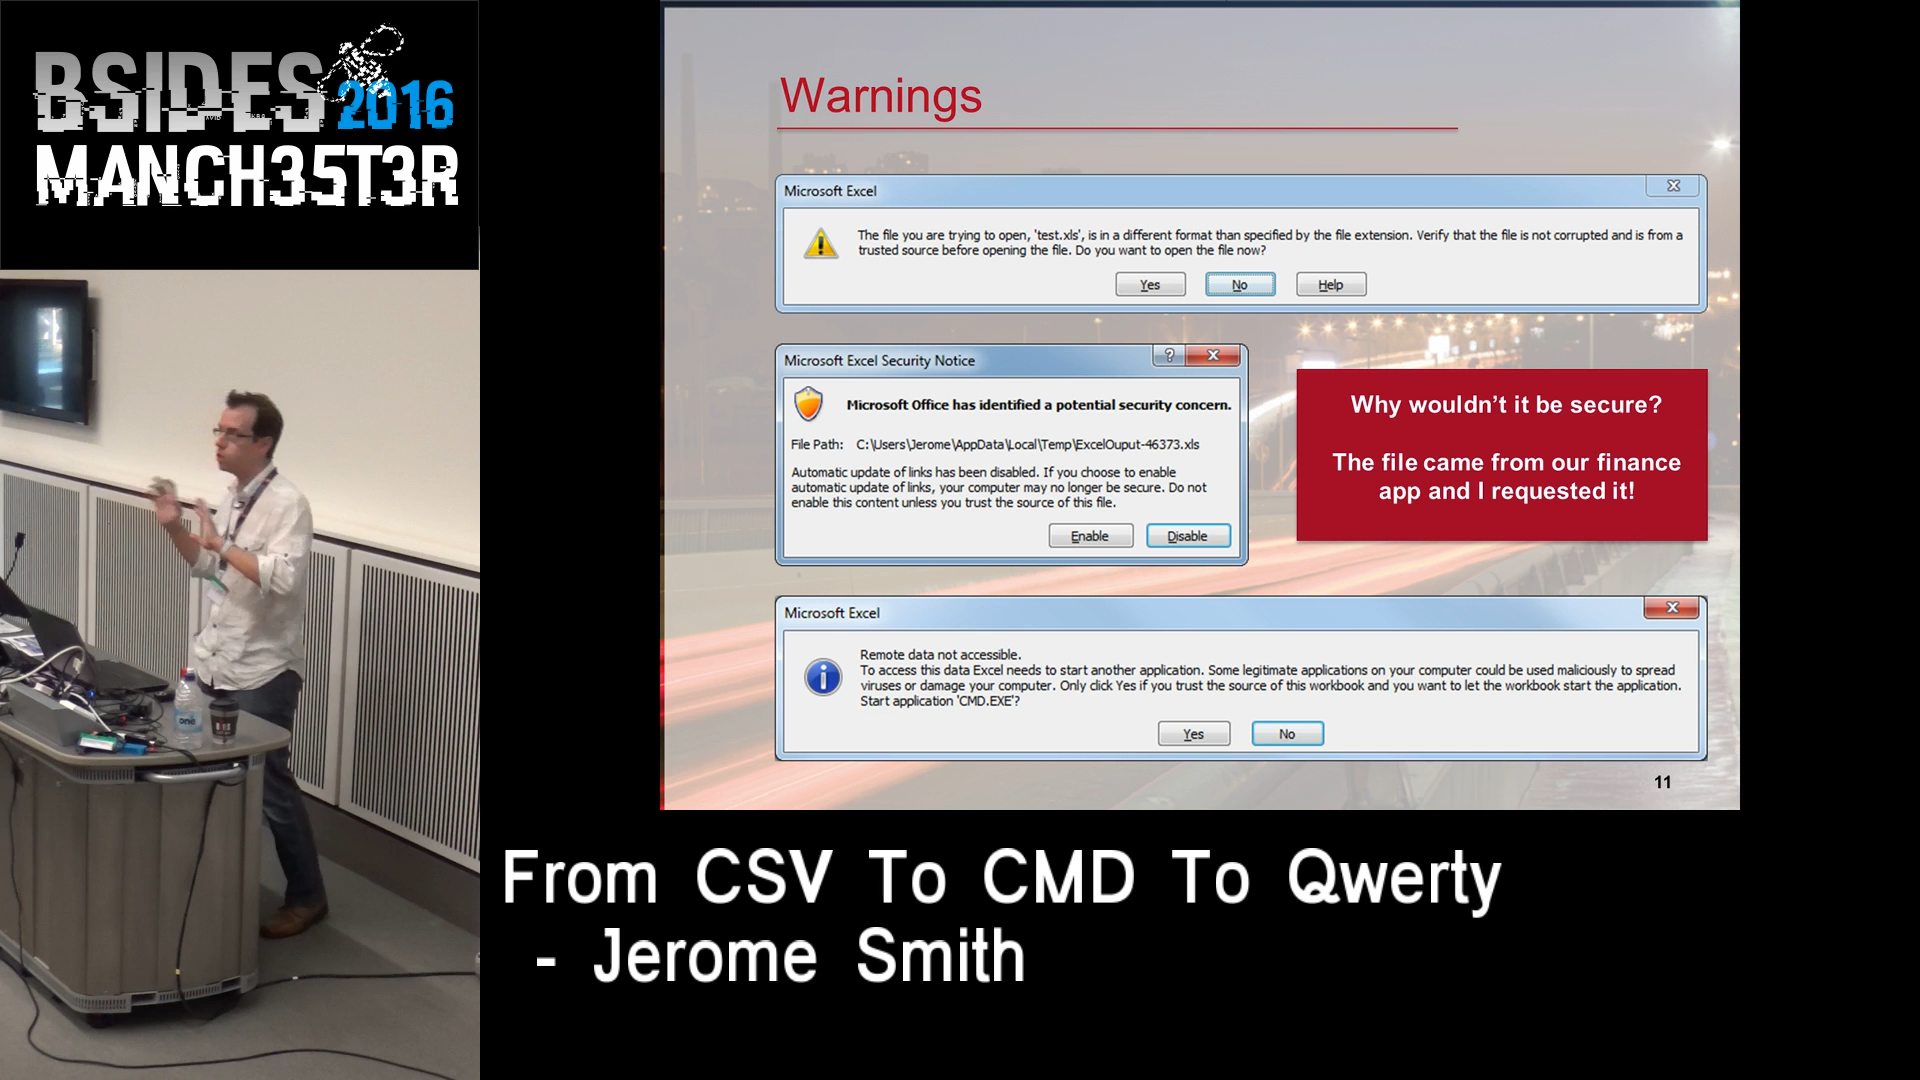 BSIDES 2016
MANCH35T3R
Warnings
Microsoft Excel
The file you are trying to open, 'test.xls', is in a different format than specified by the file extension. Verify that the file is not corrupted and is from a
trusted source before opening the file. Do you want to open the file now?
Yes No Help
Microsoft Excel Security Notice
?
Microsoft Office has identified a potential security concern.
File Path: C:\Users\Jerome\AppData\Local\Temp\ExcelOuput-46373.xls
Automatic update of links has been disabled. If you choose to enable
automatic update of links, your computer may no longer be secure. Do not
enable this content unless you trust the source of this file.
Enable Disable
Why wouldn't it be secure?
The file came from our finance
app and I requested it!
Microsoft Excel
Remote data not accessible.
To access this data Excel needs to start another application. Some legitimate applications on your computer could be used maliciously to spread
viruses or damage your computer. Only click Yes if you trust the source of this workbook and you want to let the workbook start the application.
Start application 'CMD.EXE'?
Yes No
11
one
From CSV To CMD To Qwerty
- Jerome Smith